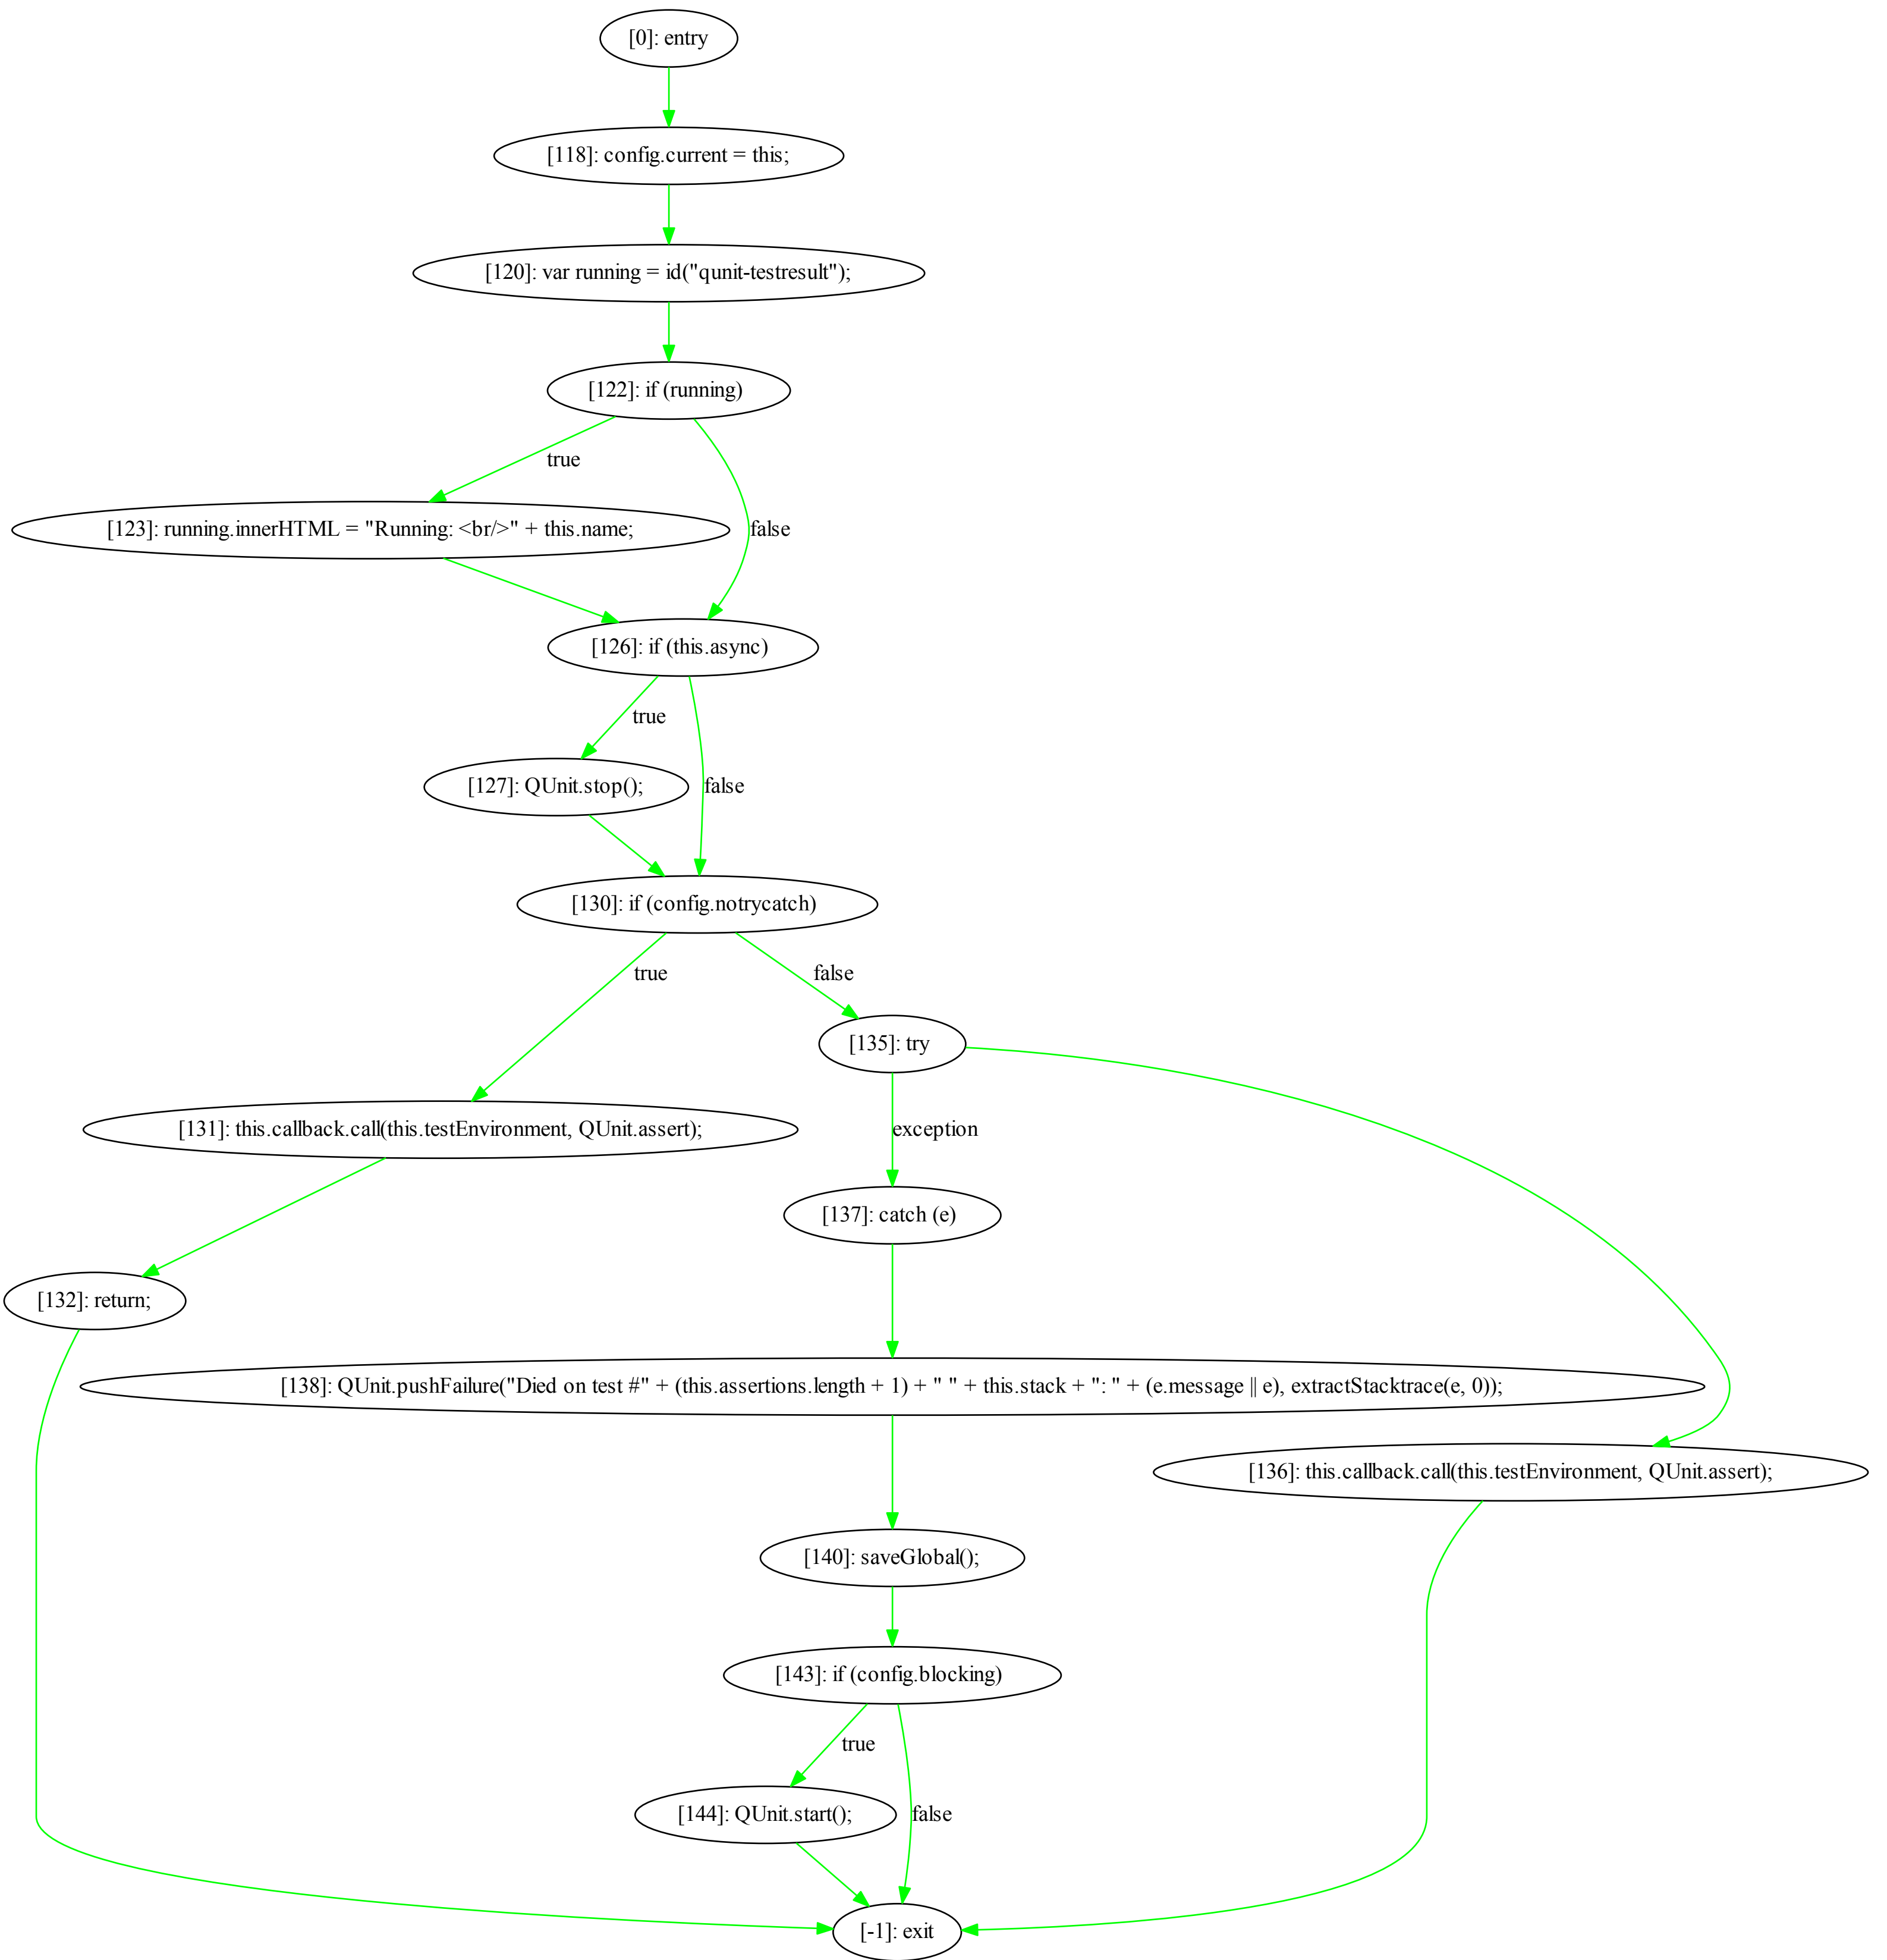 [0]: entry
[118]: config.current = this;
[120]: var running = id("qunit-testresult");
[122]: if (running)
true
[123]: running.innerHTML = "Running: <br/>" + this.name;
false
[126]: if (this.async)
true
[127]: QUnit.stop();
false
[130]: if (config.notrycatch)
true
false
[135]: try
[131]: this.callback.call(this.testEnvironment, QUnit.assert);
exception
[137]: catch (e)
[132]: return;
[138]: QUnit.pushFailure("Died on test #" + (this.assertions.length + 1) + " " + this.stack + ": " + (e.message || e), extractStacktrace(e, 0));
[136]: this.callback.call(this.testEnvironment, QUnit.assert);
[140]: saveGlobal();
[143]: if (config.blocking)
true
[144]: QUnit.start();
false
[-1]: exit